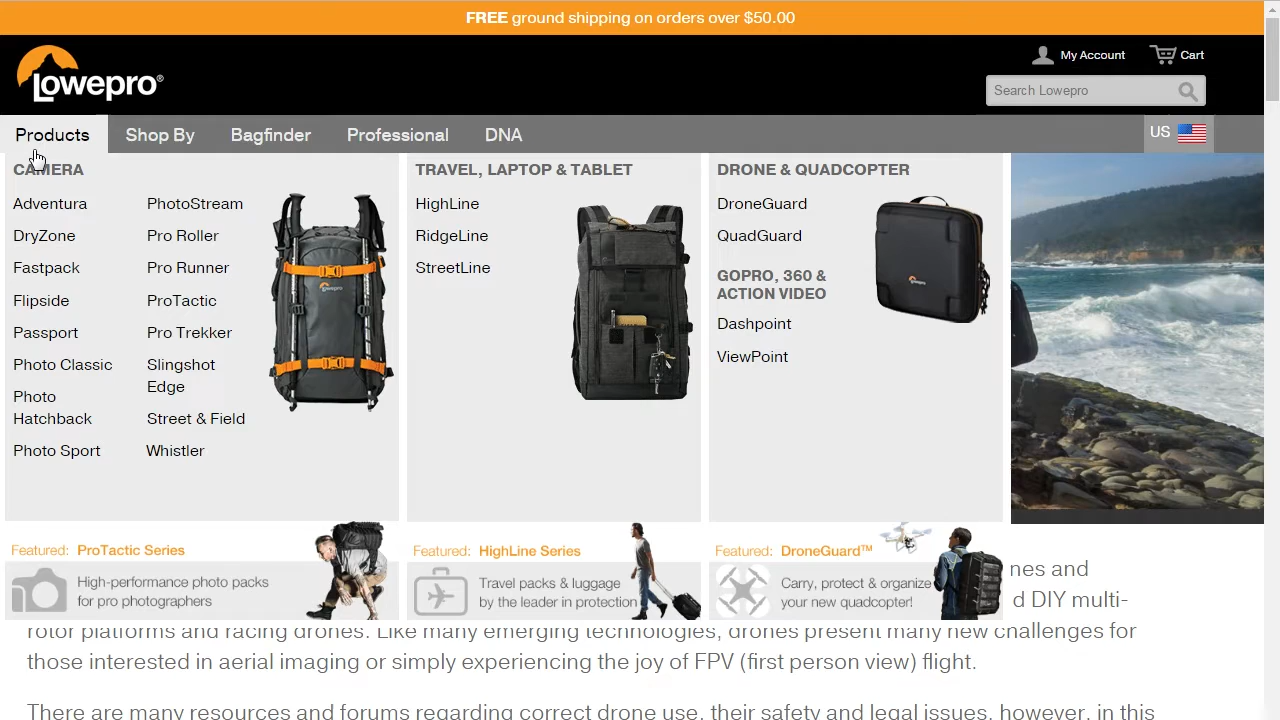 FREE ground shipping on orders over $50.00
Lowepro®
My Account
Cart
Search Lowepro
Products
Shop By
Bagfinder
Professional
DNA
US
CAMERA
Adventura
DryZone
Fastpack
Flipside
Passport
Photo Classic
Photo
Hatchback
Photo Sport
PhotoStream
Pro Roller
Pro Runner
ProTactic
Pro Trekker
Slingshot
Edge
Street & Field
Whistler
Lowepro
TRAVEL, LAPTOP & TABLET
HighLine
RidgeLine
StreetLine
DRONE & QUADCOPTER
DroneGuard
QuadGuard
GOPRO, 360 &
ACTION VIDEO
Dashpoint
ViewPoint
Featured: ProTactic Series
High-performance photo packs
for pro photographers
Featured: HighLine Series
Travel packs & luggage
by the leader in protection
Featured: DroneGuard™
Carry, protect & organize
your new quadcopter!
nes and
d DIY multi-
rotor platforms and racing drones. Like many emerging technologies, drones present many new challenges for
those interested in aerial imaging or simply experiencing the joy of FPV (first person view) flight.
There are many resources and forums regarding correct drone use, their safety and legal issues, however, in this